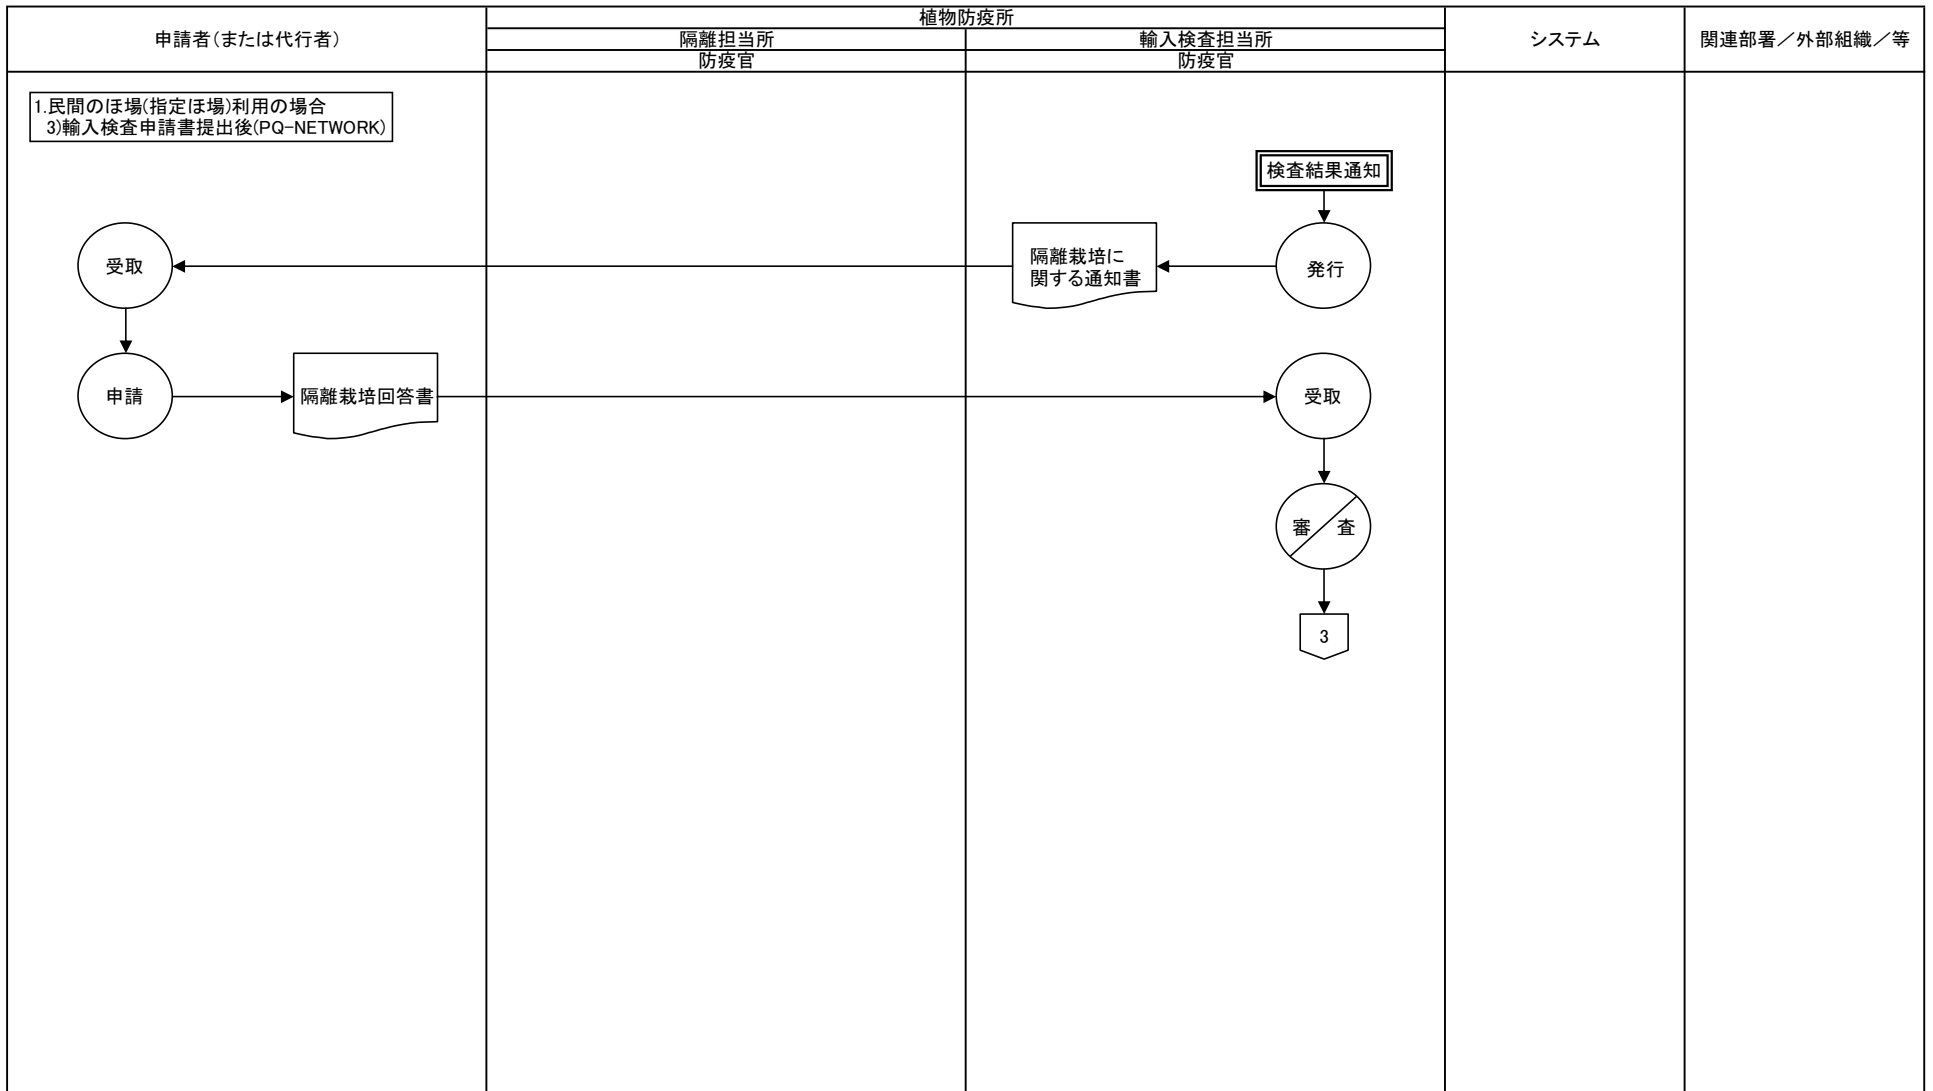 植物防疫所
申請者(または代行者)
隔離担当所
輸入検査担当所
システム
関連部署／外部組織／等
防疫官
防疫官
1.民間のほ場(指定ほ場)利用の場合
3)輸入検査申請書提出後(PQ-NETWORK)
検査結果通知
受取
隔離栽培に
関する通知書
発行
申請
隔離栽培回答書
受取
審査
3